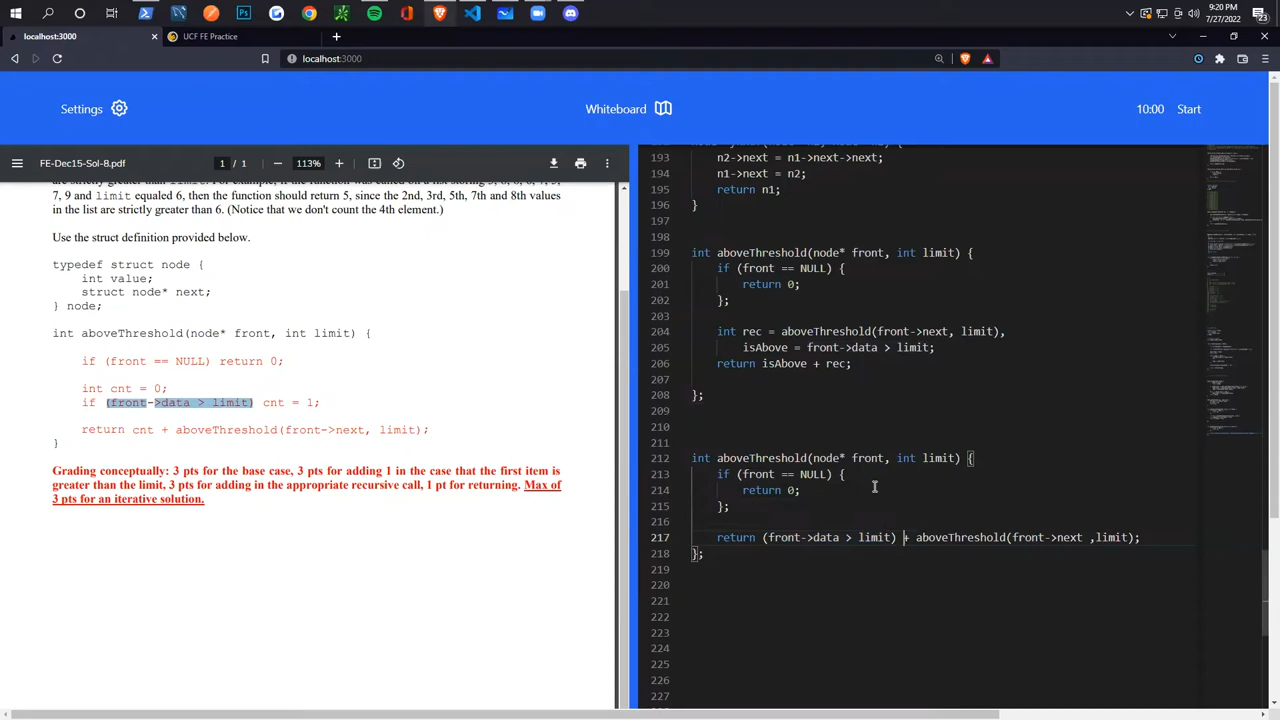 9:20 PM
7/27/2022
23
localhost:3000
UCF FE Practice
localhost:3000
Settings
Whiteboard
10:00 Start
FE-Dec15-Sol-8.pdf
1 / 1
113%
7, 9 and limit equaled 6, then the function should return 5, since the 2nd, 3rd, 5th, 7th and 8th values
in the list are strictly greater than 6. (Notice that we don't count the 4th element.)
Use the struct definition provided below.
typedef struct node {
int value;
struct node* next;
} node;
int aboveThreshold(node* front, int limit) {
if (front == NULL) return 0;
int cnt = 0;
if (front->data > limit) cnt = 1;
return cnt + aboveThreshold(front->next, limit);
}
Grading conceptually: 3 pts for the base case, 3 pts for adding 1 in the case that the first item is
greater than the limit, 3 pts for adding in the appropriate recursive call, 1 pt for returning. Max of
3 pts for an iterative solution.
193 n2->next = n1->next->next;
194 n1->next = n2;
195 return n1;
196 }
197
198
199 int aboveThreshold(node* front, int limit) {
200 if (front == NULL) {
201 return 0;
202 };
203
204 int rec = aboveThreshold(front->next, limit),
205 isAbove = front->data > limit;
206 return isAbove + rec;
207
208 };
209
210
211
212 int aboveThreshold(node* front, int limit) {
213 if (front == NULL) {
214 return 0;
215 };
216
217 return (front->data > limit) + aboveThreshold(front->next ,limit);
218 };
219
220
221
222
223
224
225
226
227